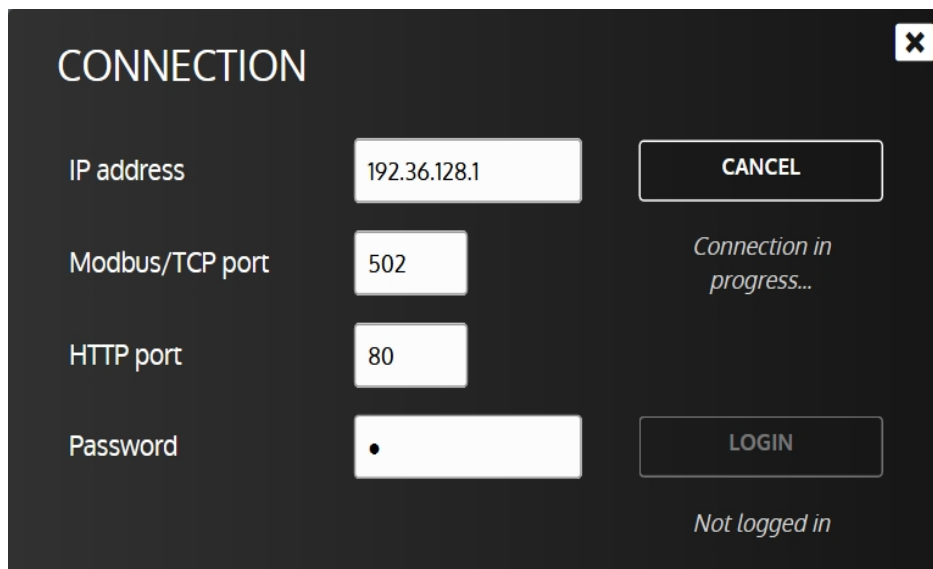 CONNECTION
IP address
192.36.128.1
CANCEL
Modbus/TCP port
502
Connection in
progress...
HTTP port
80
Password
•
LOGIN
Not logged in